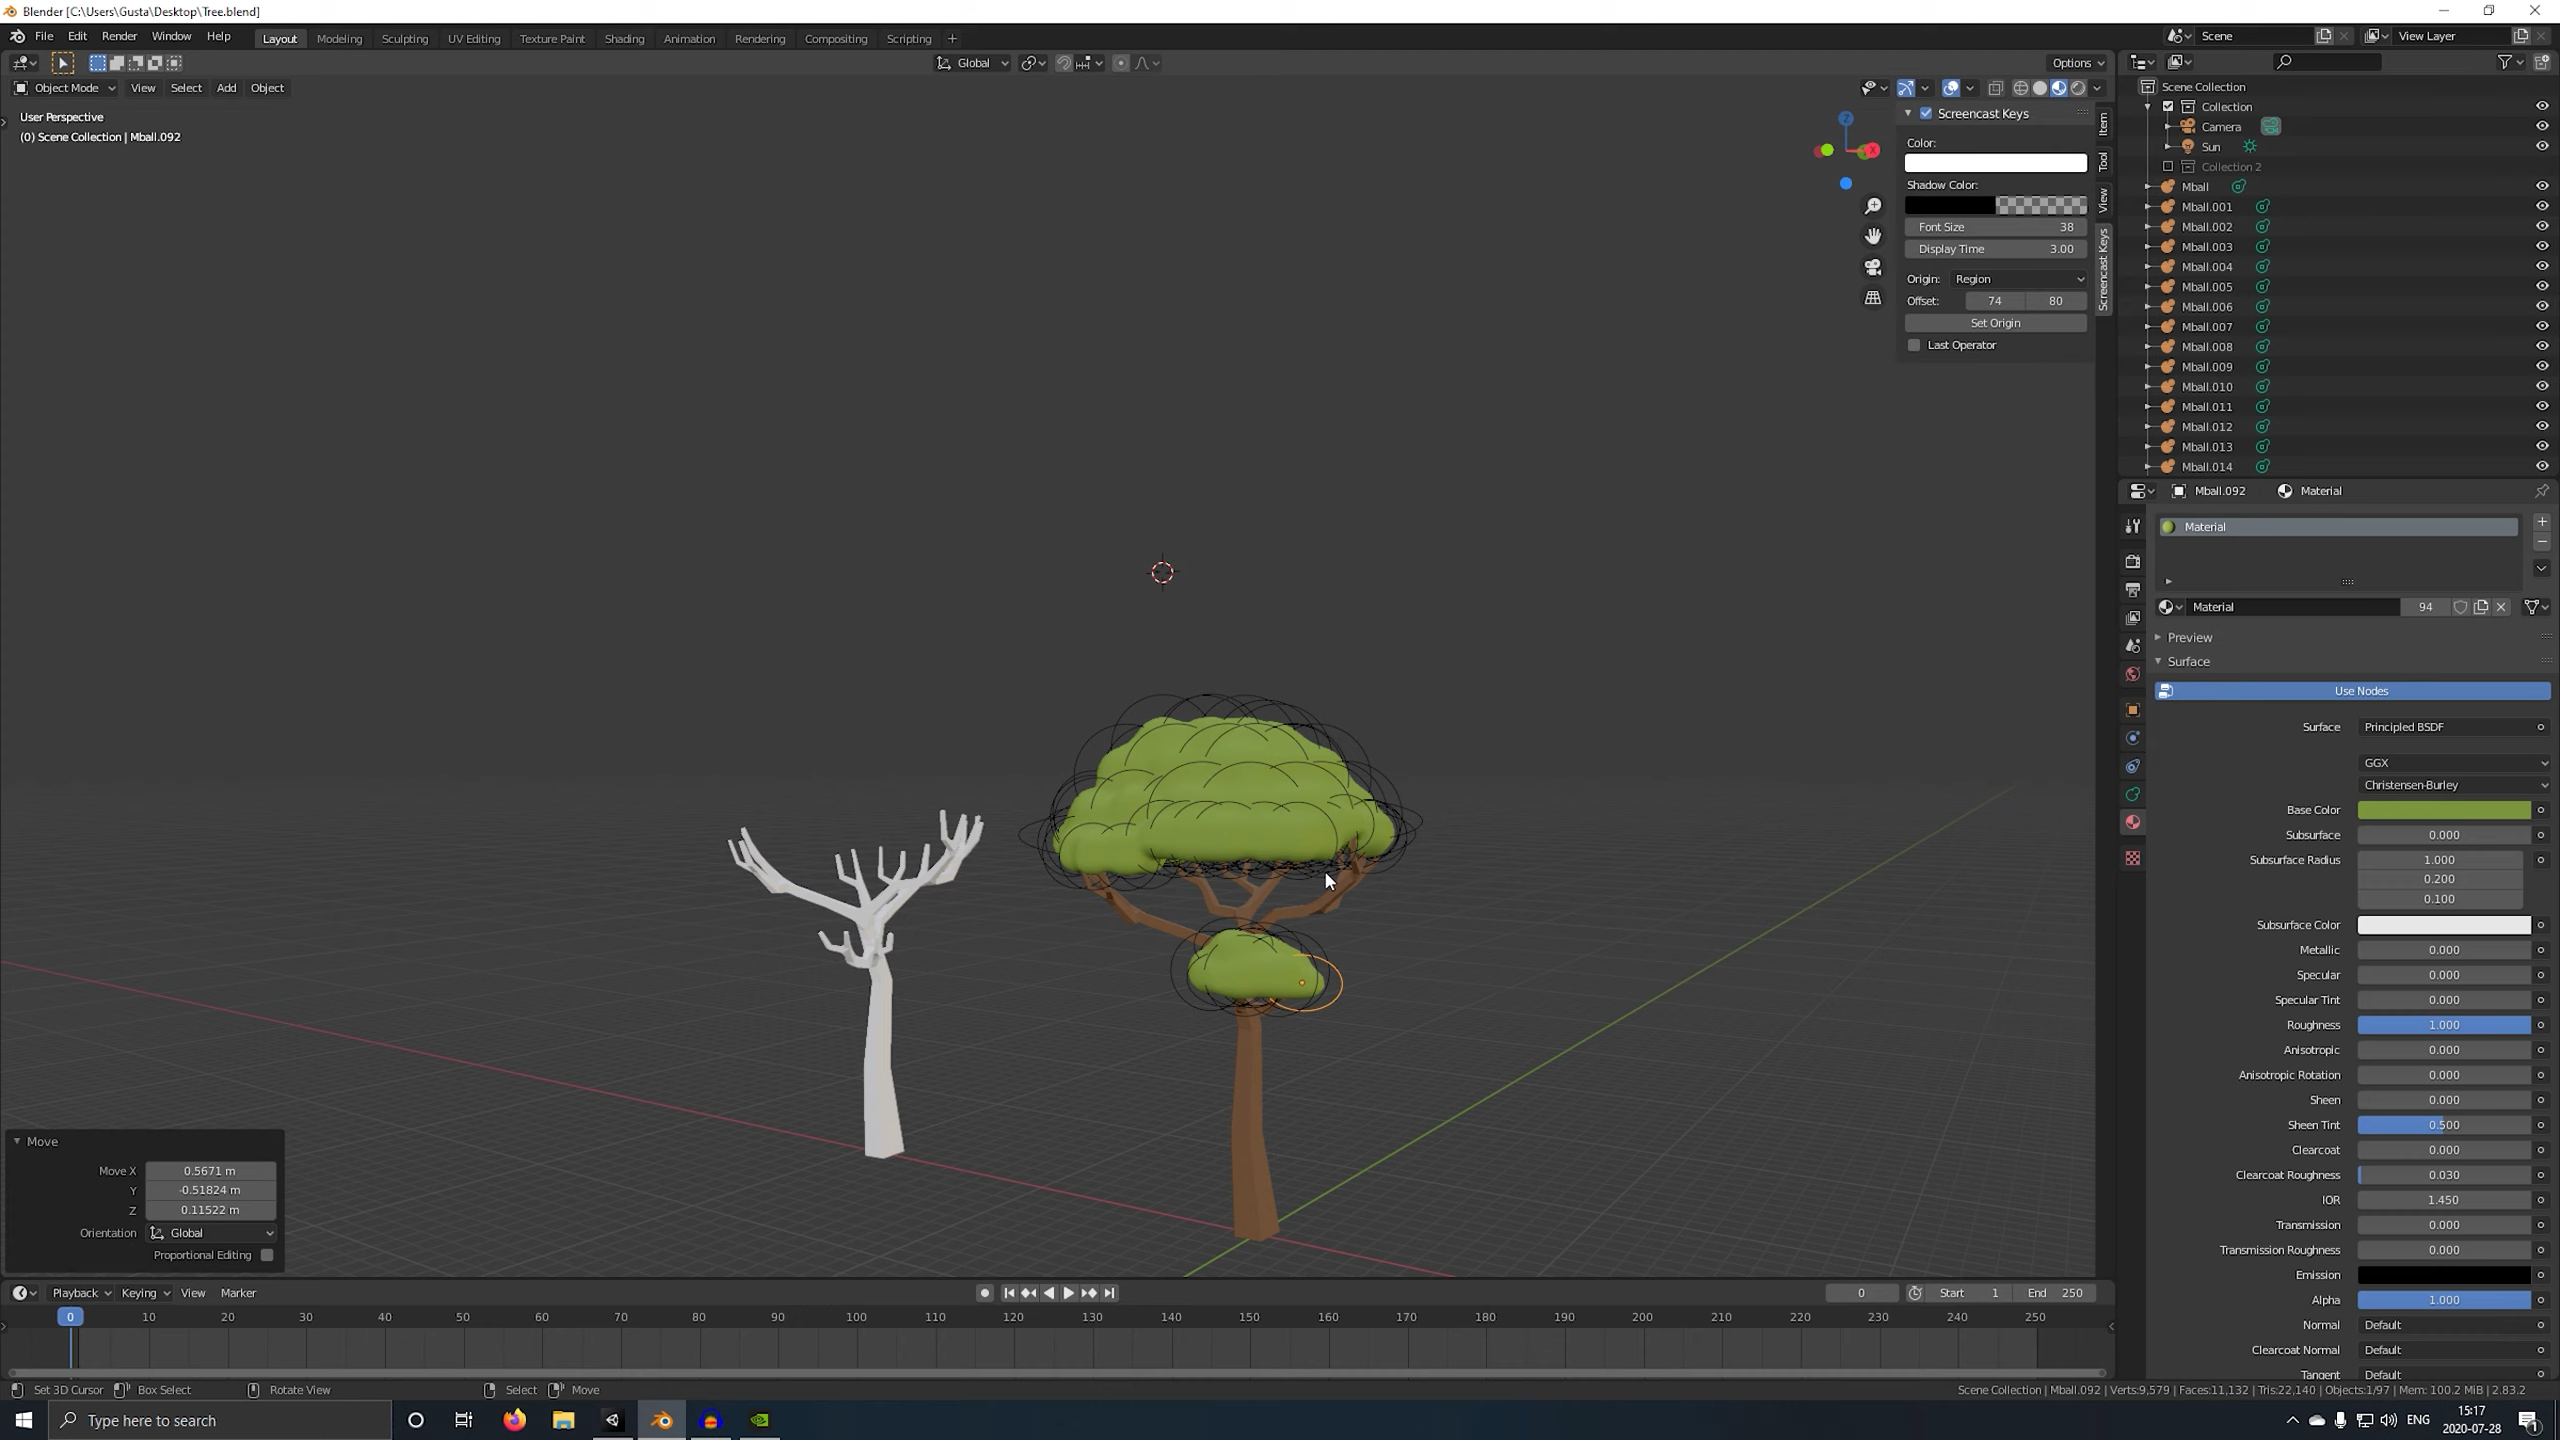 Blender [C:\Users\Gusta\Desktop\Tree.blend]
File Edit Render Window Help
Layout Modeling Sculpting UV Editing Texture Paint Shading Animation Rendering Compositing Scripting +
Scene
View Layer
Global
Options
Object Mode View Select Add Object
User Perspective
(0) Scene Collection | Mball.092
Z
X
Screencast Keys
Color:
Shadow Color:
Font Size 38
Display Time 3.00
Origin: Region
Offset: 74 80
Set Origin
Last Operator
Item
Tool
View
Screencast Keys
Scene Collection
Collection
Camera
Sun
Collection 2
Mball
Mball.001
Mball.002
Mball.003
Mball.004
Mball.005
Mball.006
Mball.007
Mball.008
Mball.009
Mball.010
Mball.011
Mball.012
Mball.013
Mball.014
Mball.092 Material
Material
Material 94
Preview
Surface
Use Nodes
Surface Principled BSDF
GGX
Christensen-Burley
Base Color
Subsurface 0.000
Subsurface Radius 1.000
0.200
0.100
Subsurface Color
Metallic 0.000
Specular 0.000
Specular Tint 0.000
Roughness 1.000
Anisotropic 0.000
Anisotropic Rotation 0.000
Sheen 0.000
Sheen Tint 0.500
Clearcoat 0.000
Clearcoat Roughness 0.030
IOR 1.450
Transmission 0.000
Transmission Roughness 0.000
Emission
Alpha 1.000
Normal Default
Clearcoat Normal Default
Tangent Default
Move
Move X 0.5671 m
Y -0.51824 m
Z 0.11522 m
Orientation Global
Proportional Editing
Playback Keying View Marker
0
Start 1
End 250
0 10 20 30 40 50 60 70 80 90 100 110 120 130 140 150 160 170 180 190 200 210 220 230 240 250
Set 3D Cursor Box Select Rotate View Select Move
Scene Collection | Mball.092 | Verts:9,579 | Faces:11,132 | Tris:22,140 | Objects:1/97 | Mem: 100.2 MiB | 2.83.2
Type here to search
ENG
15:17
2020-07-28
1